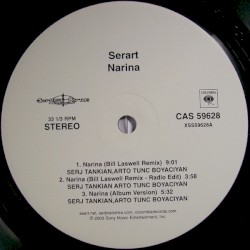 Serart
Narina
33 1/3 RPM
STEREO
CAS 59628
XSS59628A
1. Narina (Bill Laswell Remix) 9:01
SERJ TANKIAN,ARTO TUNC BOYACIYAN
2. Narina (Bill Laswell Remix - Radio Edit) 3:58
SERJ TANKIAN,ARTO TUNC BOYACIYAN
3. Narina (Album Version) 5:32
SERJ TANKIAN,ARTO TUNC BOYACIYAN
© 2003 Sony Music Entertainment, Inc.